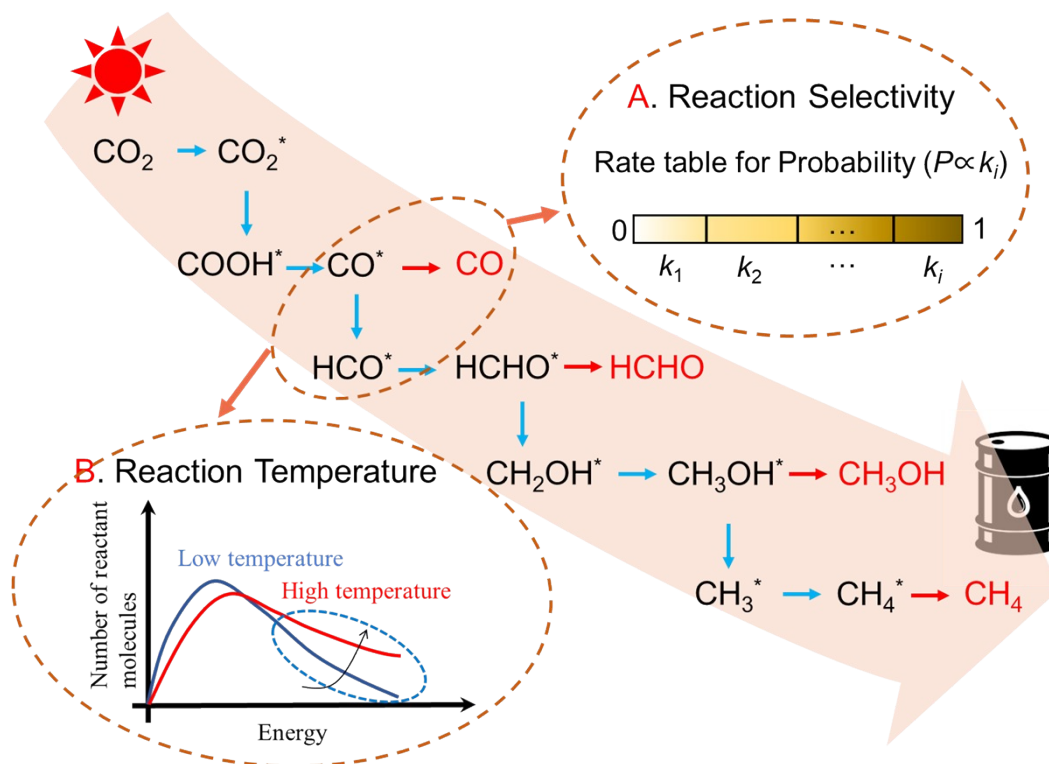 A. Reaction Selectivity
Rate table for Probability (P∝kᵢ)
0 ... 1
k₁ k₂ ... kᵢ
CO₂ CO₂*
COOH* CO* CO
HCO* HCHO* HCHO
CH₂OH* CH₃OH* CH₃OH
CH₃* CH₄* CH₄
B. Reaction Temperature
Number of reactant
molecules
Low temperature
High temperature
Energy